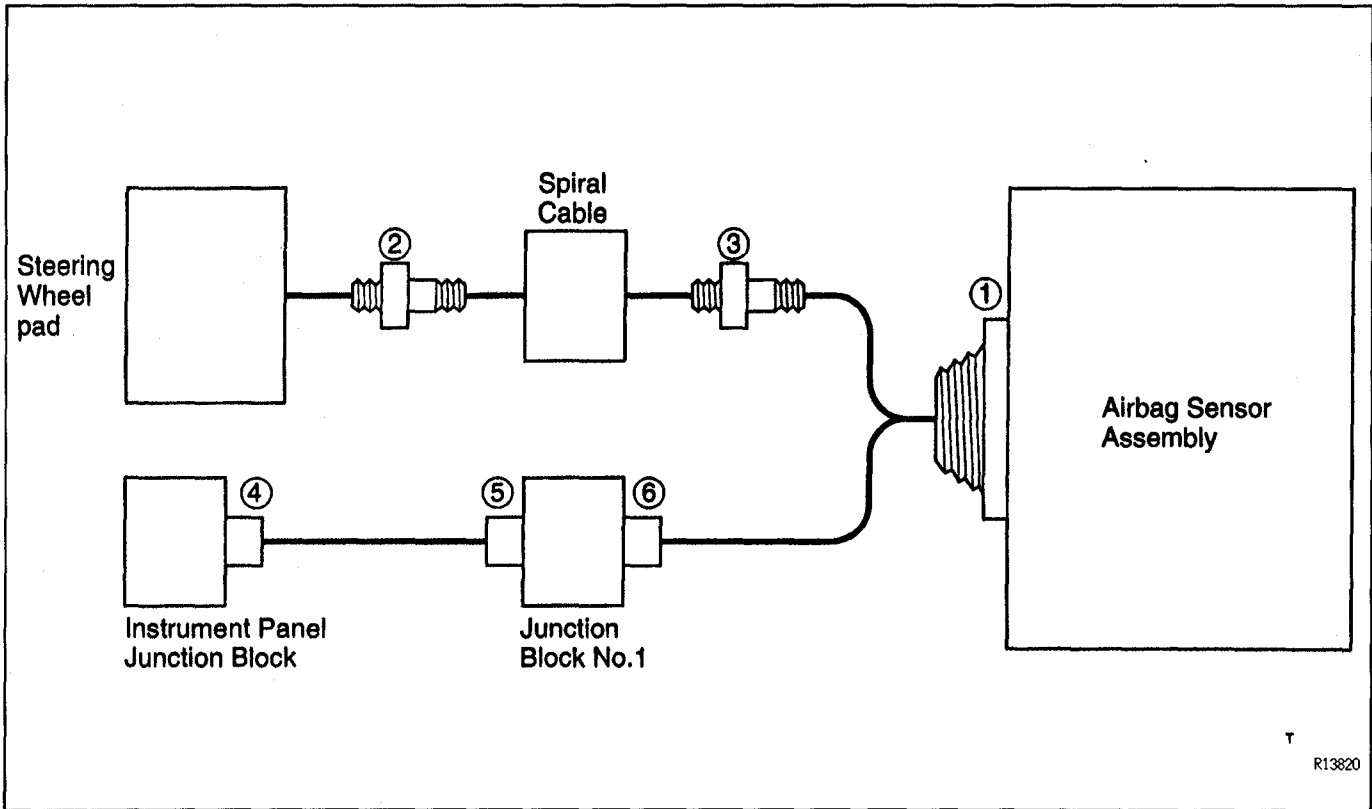 Steering
Wheel
pad
②
Spiral
Cable
③
①
Airbag Sensor
Assembly
④
Instrument Panel
Junction Block
⑤
⑥
Junction
Block No.1
T
R13820